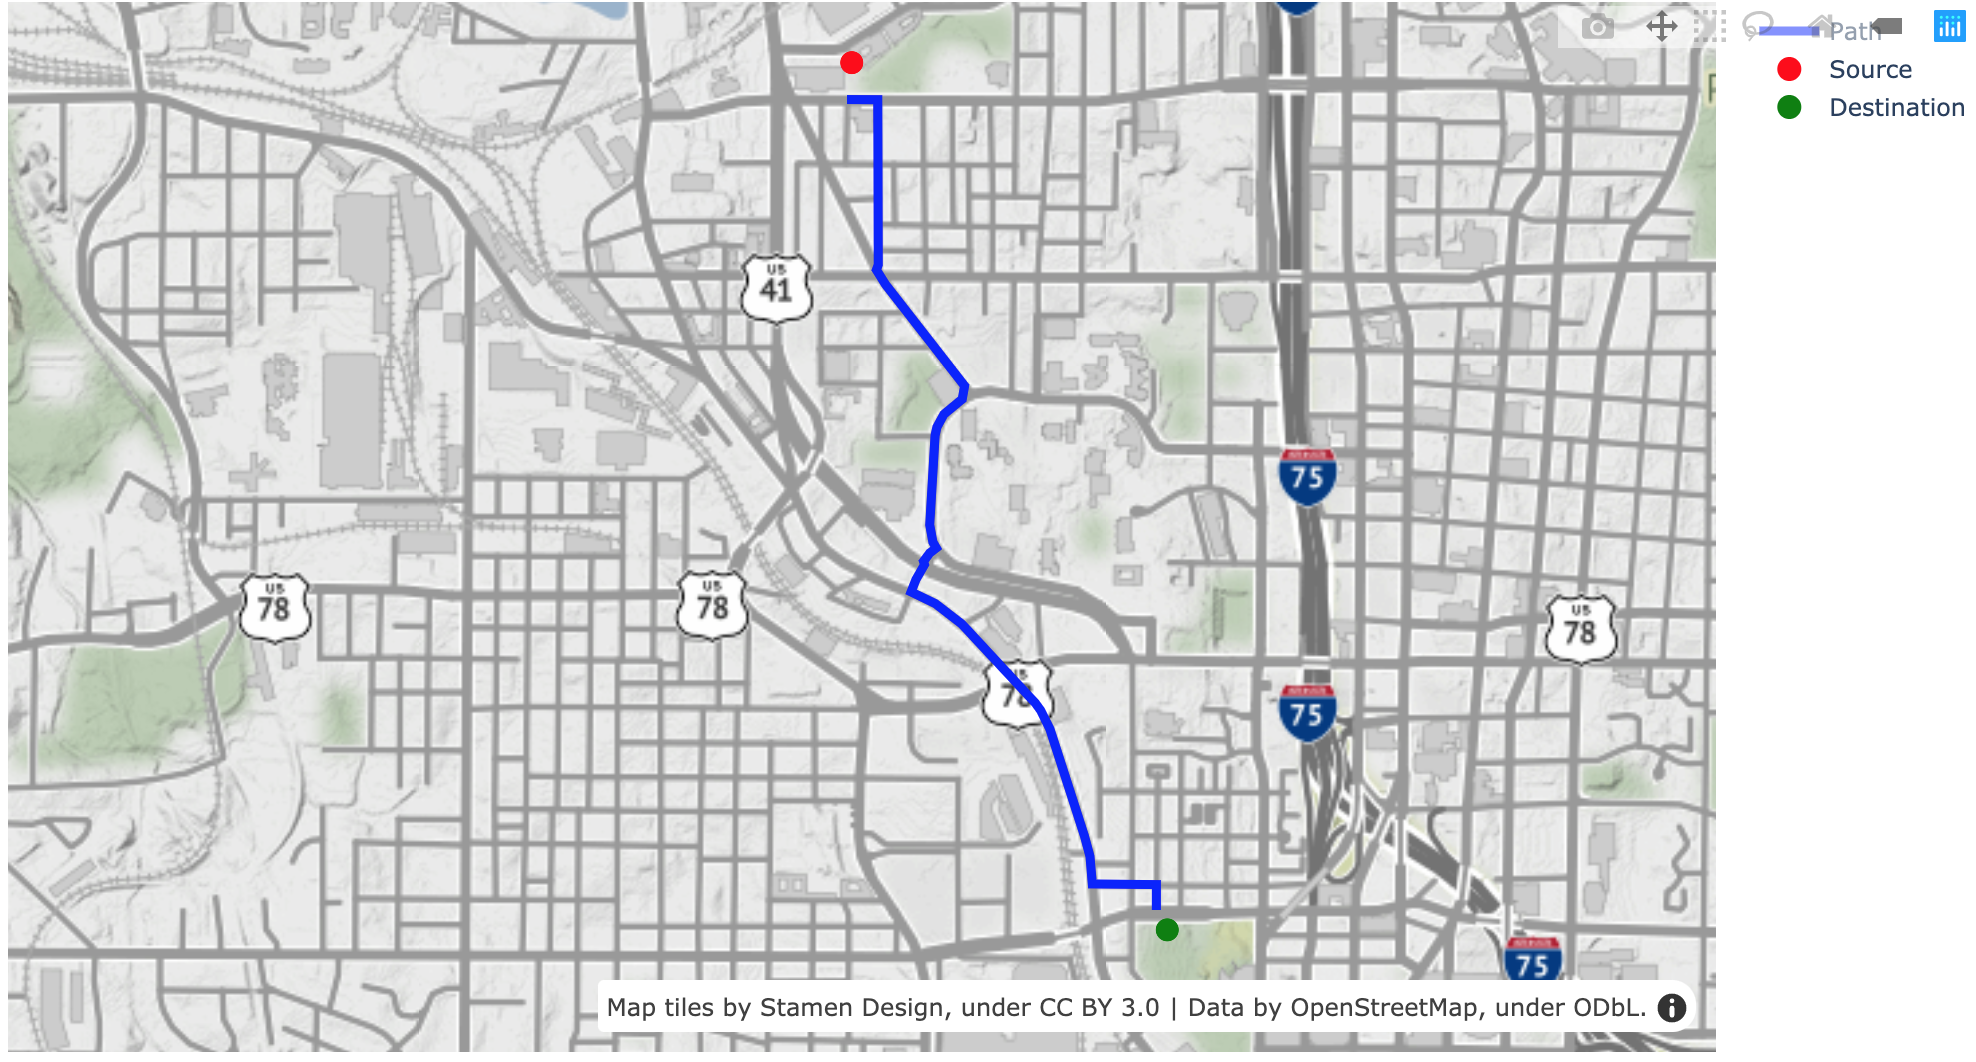 Path
Source
Destination
US
41
75
US
78
US
78
US
78
US
78
75
75
Map tiles by Stamen Design, under CC BY 3.0 | Data by OpenStreetMap, under ODbL.